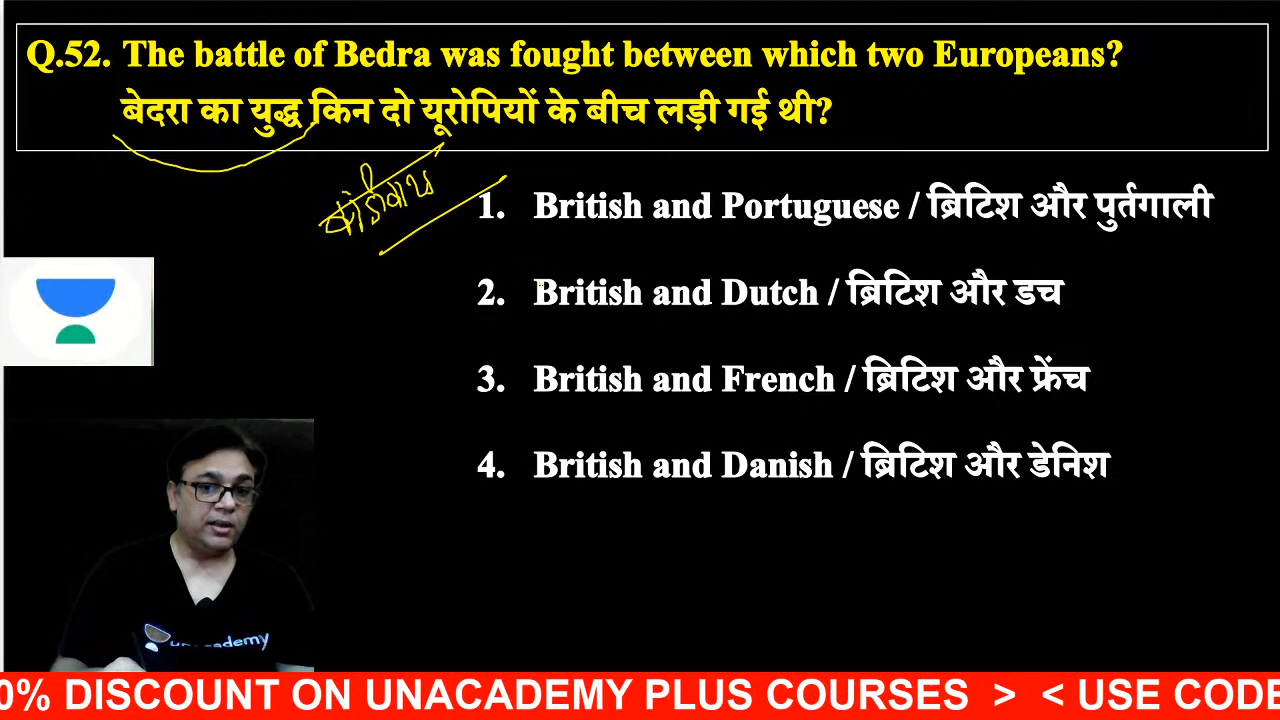 Q.52. The battle of Bedra was fought between which two Europeans?
बेदरा का युद्ध किन दो यूरोपियों के बीच लड़ी गई थी?
1. British and Portuguese / ब्रिटिश और पुर्तगाली
2. British and Dutch / ब्रिटिश और डच
3. British and French / ब्रिटिश और फ्रेंच
4. British and Danish / ब्रिटिश और डेनिश
unacademy
0% DISCOUNT ON UNACADEMY PLUS COURSES > < USE CODE